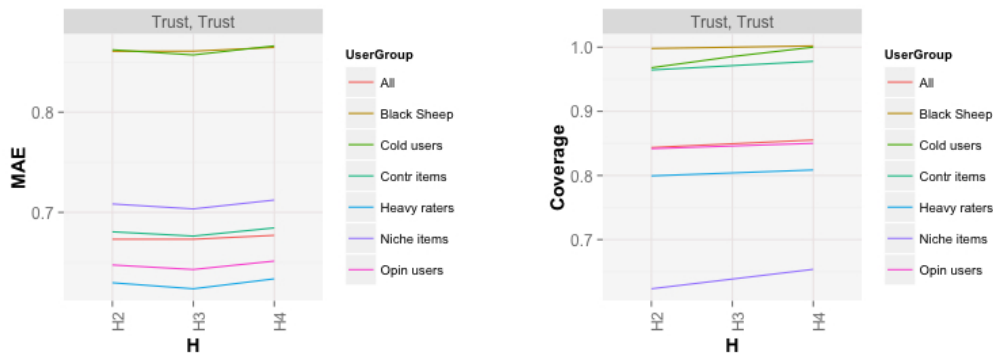 Trust, Trust
MAE
0.8
0.7
H2
H3
H4
H
UserGroup
All
Black Sheep
Cold users
Contr items
Heavy raters
Niche items
Opin users
Trust, Trust
Coverage
1.0
0.9
0.8
0.7
H2
H3
H4
H
UserGroup
All
Black Sheep
Cold users
Contr items
Heavy raters
Niche items
Opin users